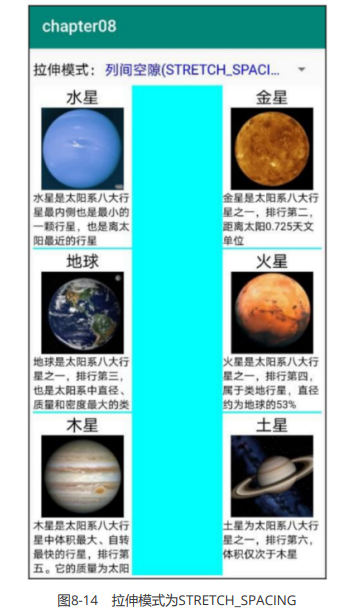 chapter08
拉伸模式： 列间空隙(STRETCH_SPACI...
水星
金星
水星是太阳系八大行
星最内侧也是最小的
一颗行星，也是离太
阳最近的行星
金星是太阳系八大行
星之一，排行第二，
距离太阳0.725天文
单位
地球
火星
地球是太阳系八大行
星之一，排行第三，
也是太阳系中直径、
质量和密度最大的类
火星是太阳系八大行
星之一，排行第四，
属于类地行星，直径
约为地球的53%
木星
土星
木星是太阳系八大行
星中体积最大、自转
最快的行星，排行第
五。它的质量为太阳
土星为太阳系八大行
星之一，排行第六，
体积仅次于木星
图8-14 拉伸模式为STRETCH_SPACING